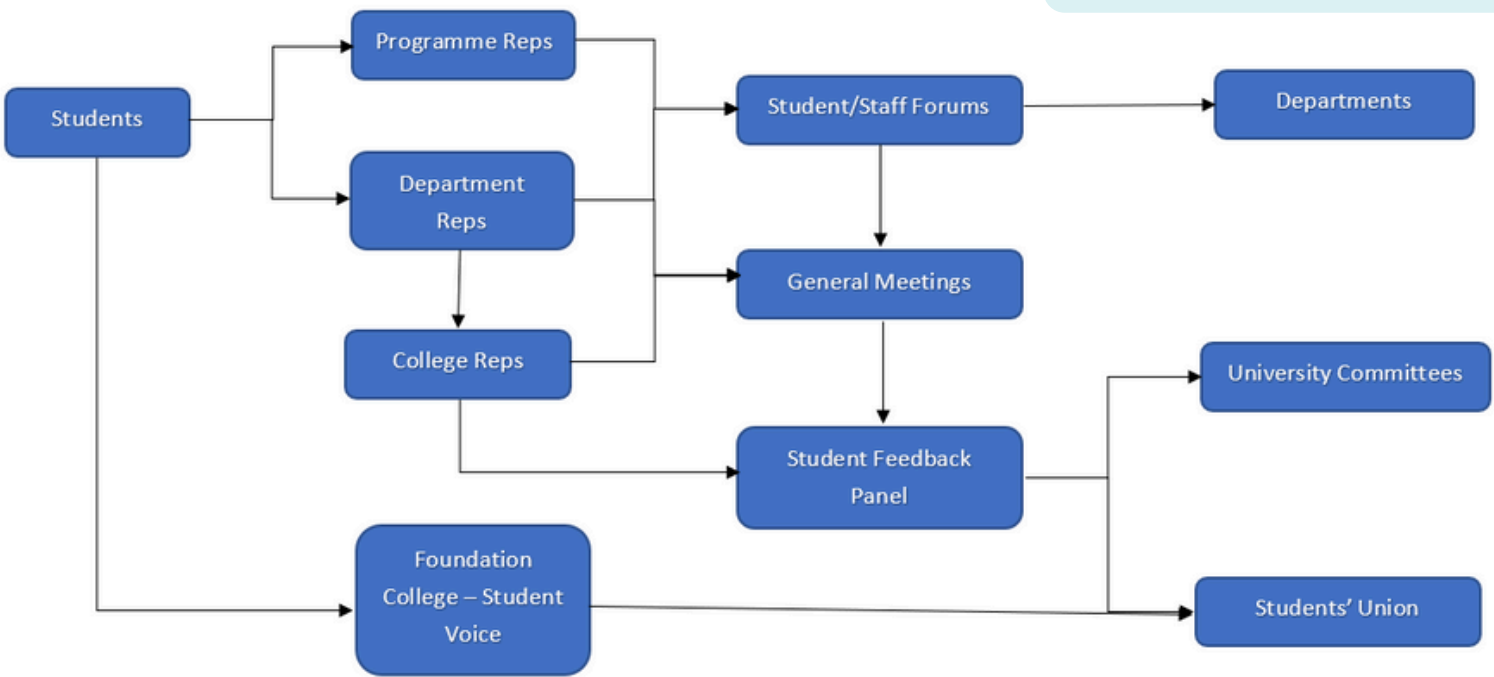 Programme Reps
Students
Student/Staff Forums
Departments
Department
Reps
General Meetings
College Reps
University Committees
Student Feedback
Panel
Foundation
College – Student
Voice
Students' Union